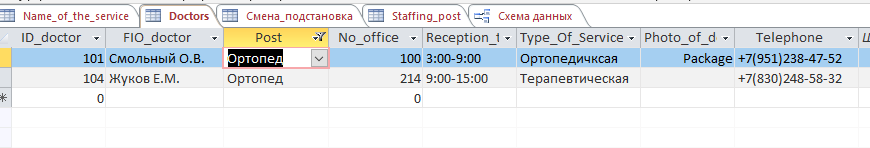 Name_of_the_service Doctors Смена_подстановка Staffing_post Схема данных
ID_doctor FIO_doctor Post No_office Reception_t Type_Of_Service Photo_of_d Telephone
101 Смольный О.В. Ортопед 100 3:00-9:00 Ортопедичксая Package +7(951)238-47-52
104 Жуков Е.М. Ортопед 214 9:00-15:00 Терапевтическая +7(830)248-58-32
0 0